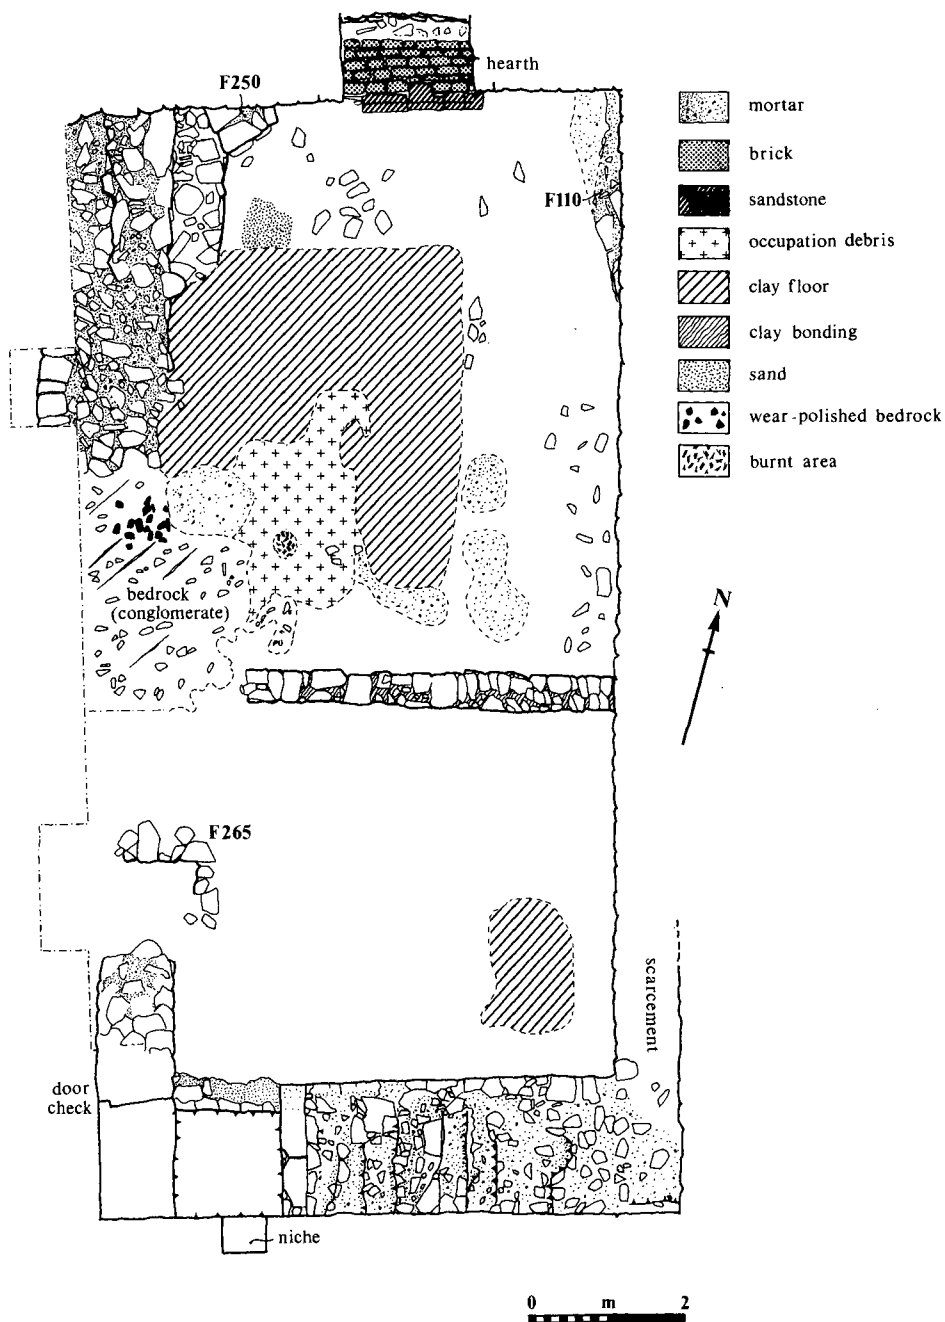 hearth
F250
mortar
brick
F110
sandstone
occupation debris
clay floor
clay bonding
sand
wear-polished bedrock
burnt area
bedrock
(conglomerate)
N
F265
scarcement
door
check
niche
0 m 2